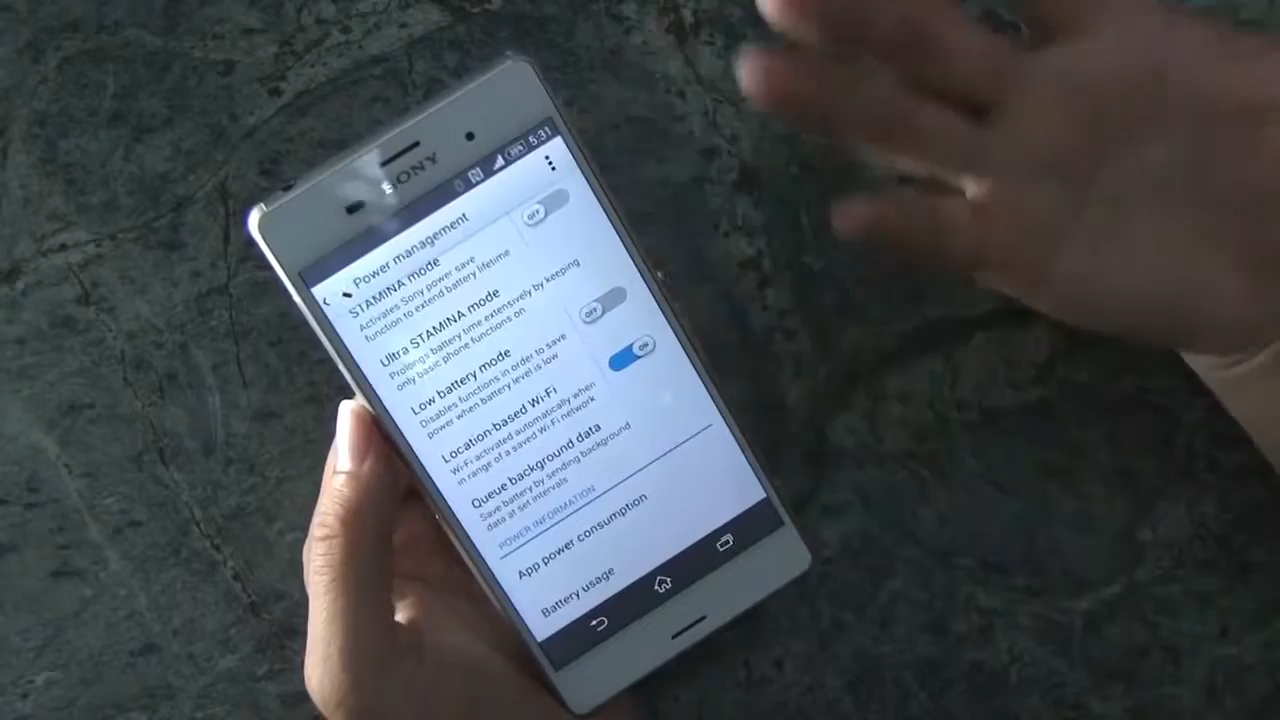 SONY
5:31
Power management
STAMINA mode
Activates Sony power save
function to extend battery lifetime
OFF
Ultra STAMINA mode
Prolongs battery time extensively by keeping
only basic phone functions on
Low battery mode
Disables functions in order to save
power when battery level is low
OFF
Location-based Wi-Fi
Wi-Fi activated automatically when
in range of a saved Wi-Fi network
ON
Queue background data
Save battery by sending background
data at set intervals
POWER INFORMATION
App power consumption
Battery usage